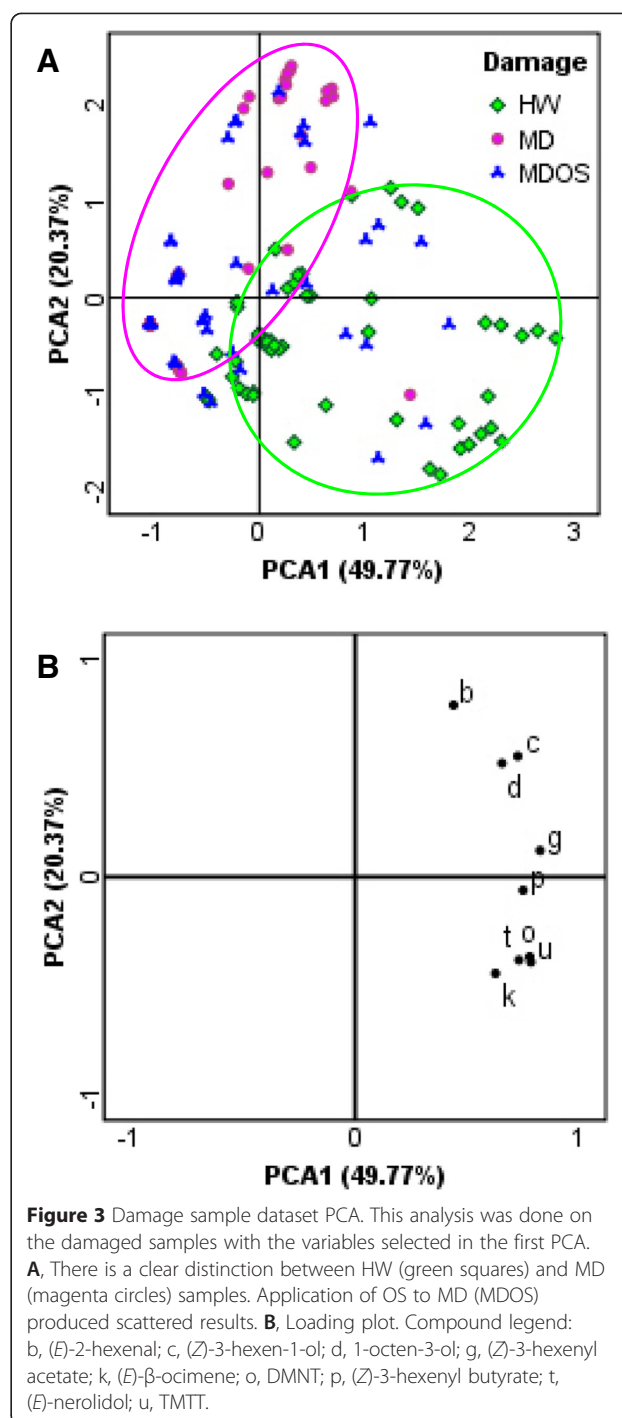 A
Damage
HW
MD
MDOS
PCA2 (20.37%)
2
1
0
-1
-2
-1
0
1
2
3
PCA1 (49.77%)
B
PCA2 (20.37%)
1
0
-1
b
c
d
g
p
t
o
u
k
-1
0
1
PCA1 (49.77%)
Figure 3 Damage sample dataset PCA. This analysis was done on
the damaged samples with the variables selected in the first PCA.
A, There is a clear distinction between HW (green squares) and MD
(magenta circles) samples. Application of OS to MD (MDOS)
produced scattered results. B, Loading plot. Compound legend:
b, (E)-2-hexenal; c, (Z)-3-hexen-1-ol; d, 1-octen-3-ol; g, (Z)-3-hexenyl
acetate; k, (E)-β-ocimene; o, DMNT; p, (Z)-3-hexenyl butyrate; t,
(E)-nerolidol; u, TMTT.